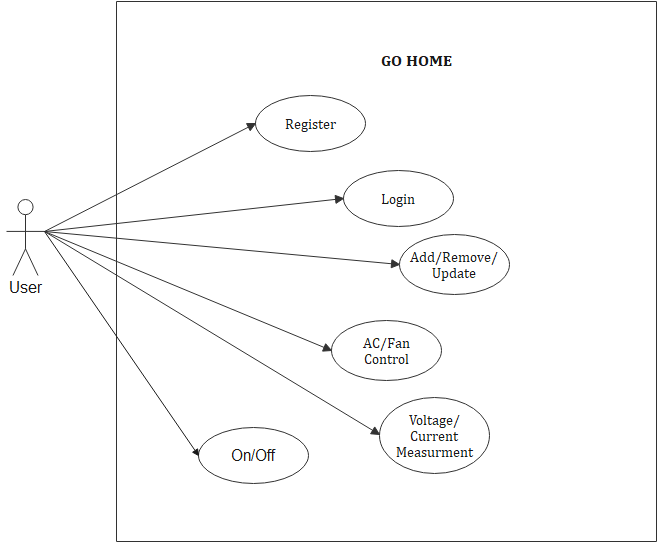 GO HOME
Register
Login
Add/Remove/
Update
User
AC/Fan
Control
Voltage/
Current
Measurment
On/Off